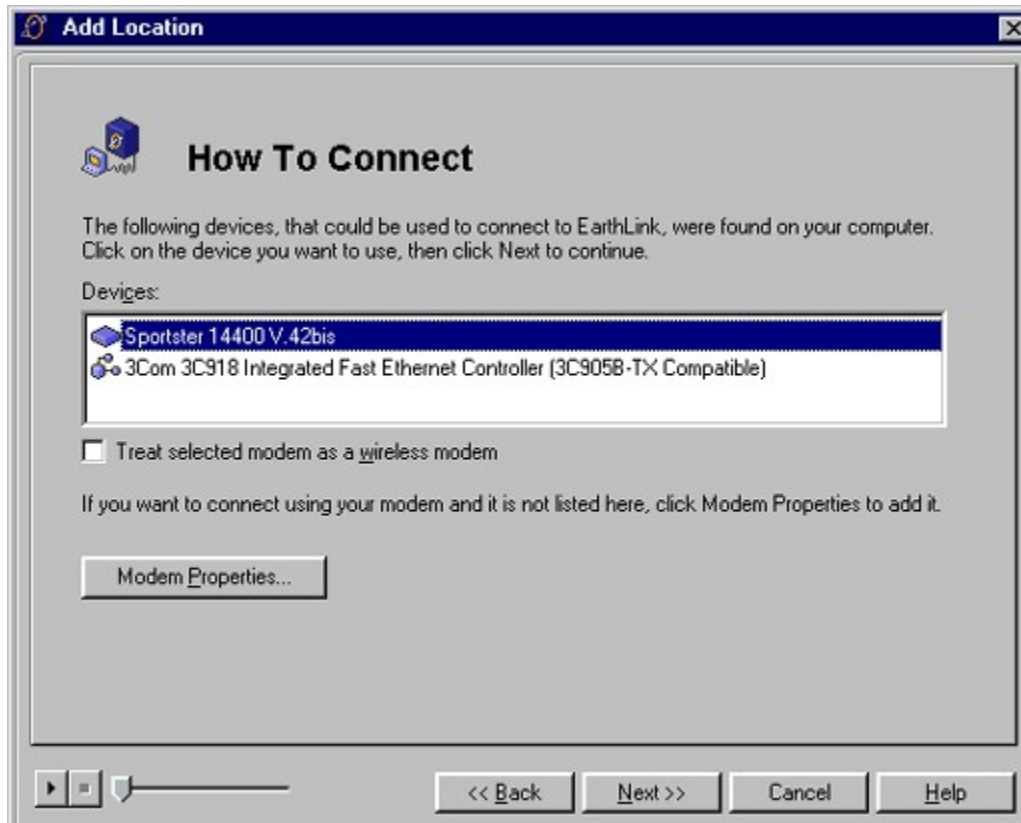 Add Location
How To Connect
The following devices, that could be used to connect to EarthLink, were found on your computer.
Click on the device you want to use, then click Next to continue.
Devices:
Sportster 14400 V.42bis
3Com 3C918 Integrated Fast Ethernet Controller (3C905B-TX Compatible)
Treat selected modem as a wireless modem
If you want to connect using your modem and it is not listed here, click Modem Properties to add it.
Modem Properties...
<< Back Next >> Cancel Help